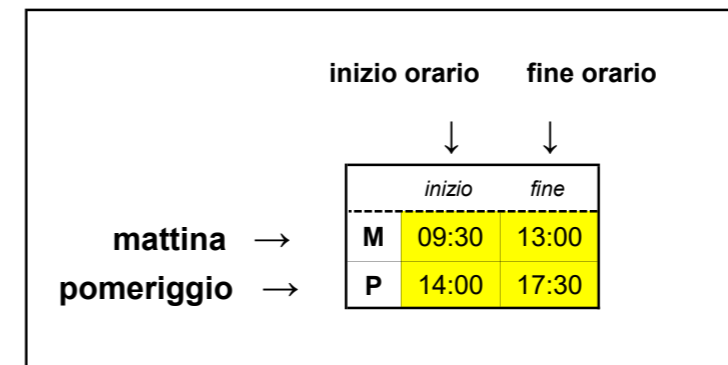 inizio orario fine orario
↓ ↓
inizio fine
mattina → M 09:30 13:00
pomeriggio → P 14:00 17:30